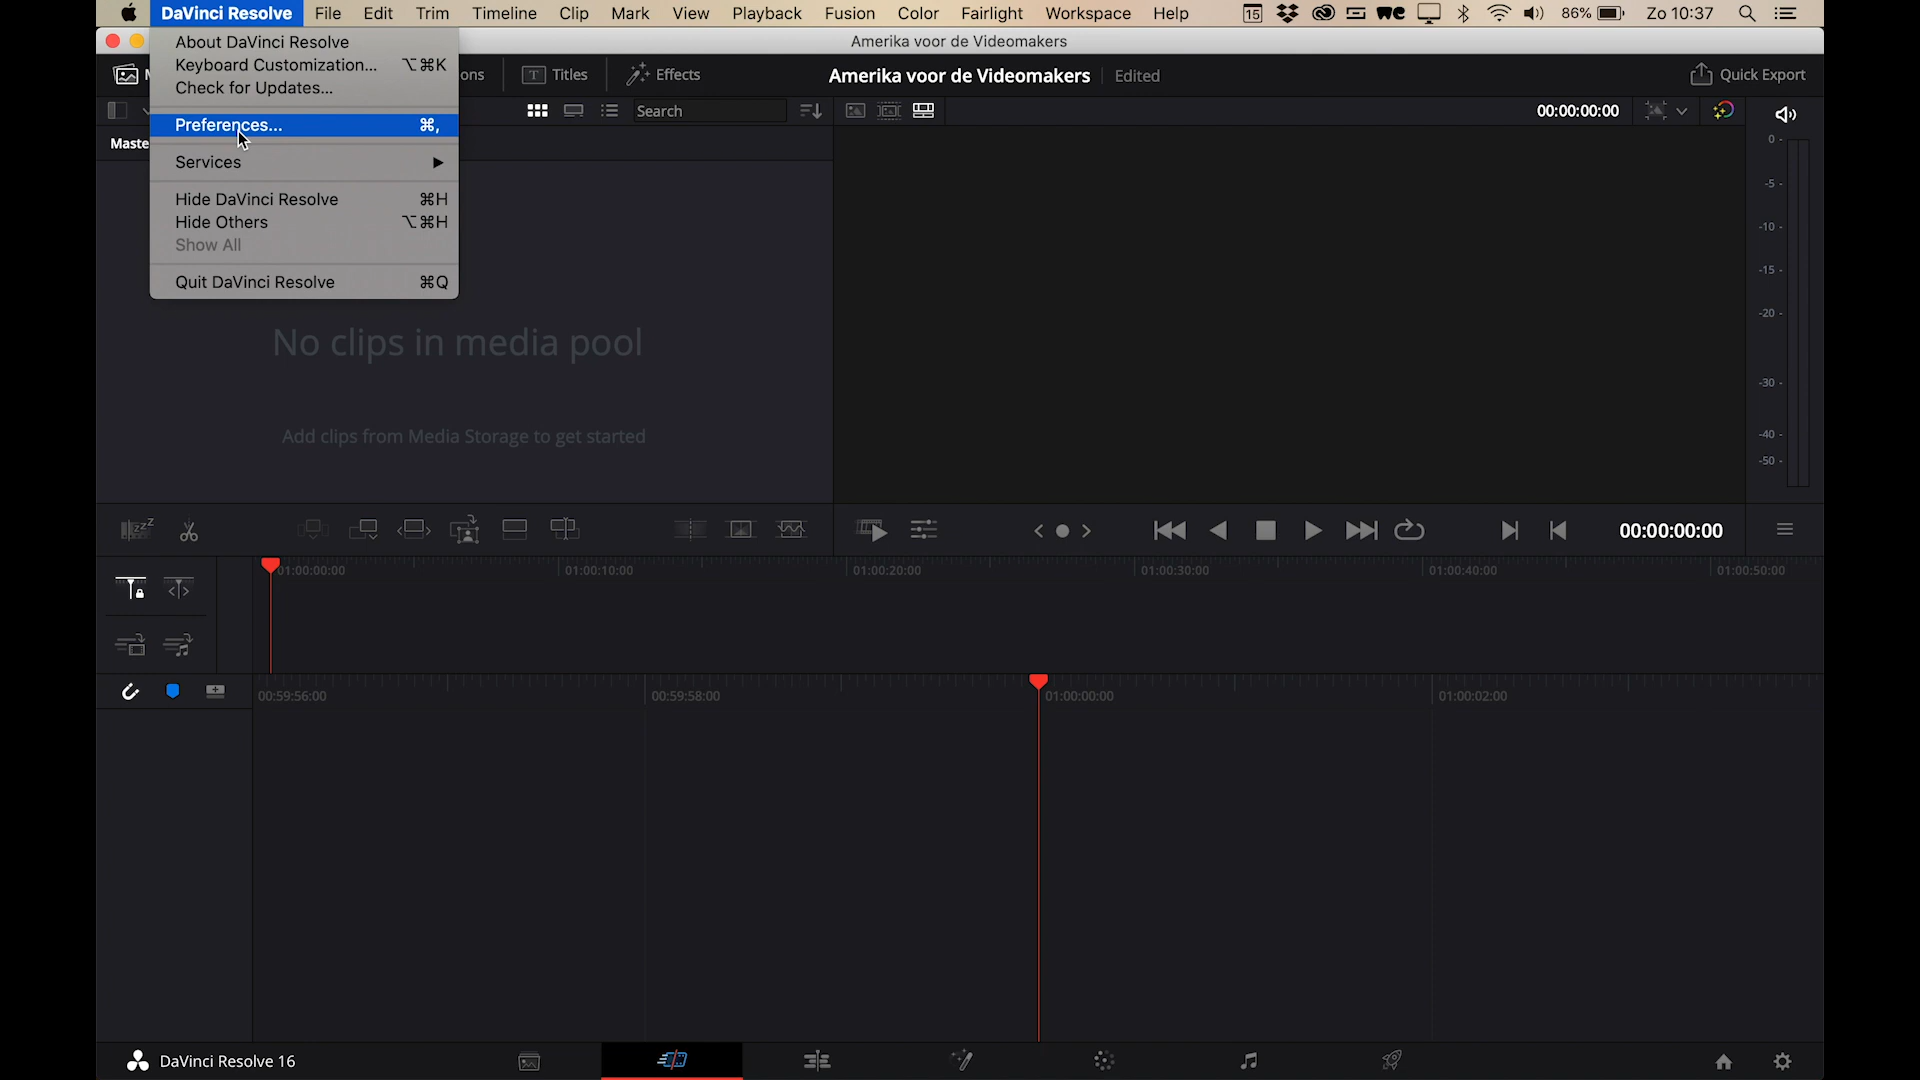 DaVinci Resolve File Edit Trim Timeline Clip Mark View Playback Fusion Color Fairlight Workspace Help 15 86% Zo 10:37
Amerika voor de Videomakers
About DaVinci Resolve
Keyboard Customization... ⌥⌘K
Check for Updates...
Preferences... ⌘,
Services
Hide DaVinci Resolve ⌘H
Hide Others ⌥⌘H
Show All
Quit DaVinci Resolve ⌘Q
ons Titles Effects Amerika voor de Videomakers Edited Quick Export
Search 00:00:00:00
Maste
0 -
-5 -
-10 -
-15 -
-20 -
-30 -
-40 -
-50 -
No clips in media pool
Add clips from Media Storage to get started
00:00:00:00
01:00:00:00 01:00:10:00 01:00:20:00 01:00:30:00 01:00:40:00 01:00:50:00
00:59:56:00 00:59:58:00 01:00:00:00 01:00:02:00
DaVinci Resolve 16